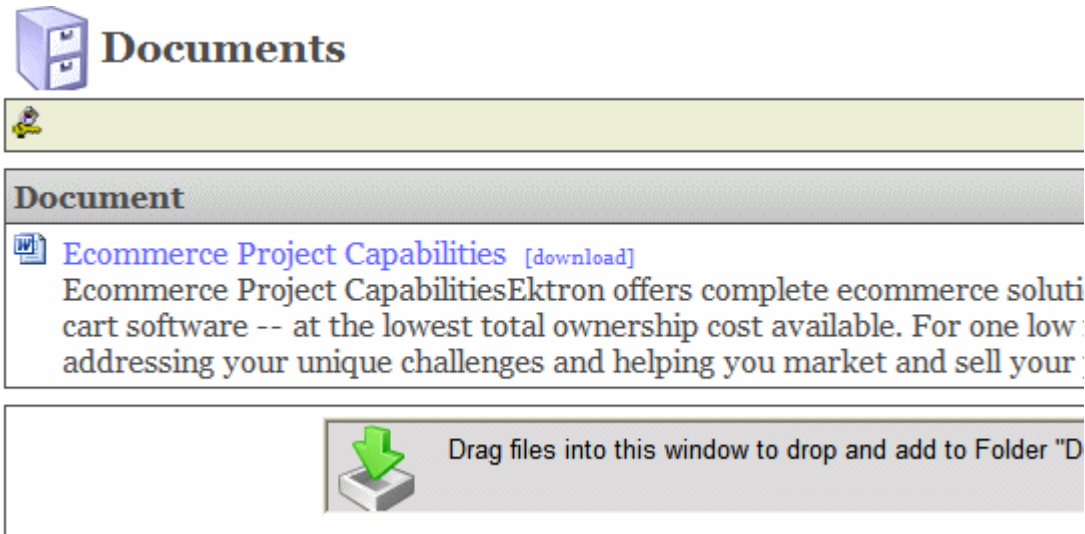 Documents
Document
Ecommerce Project Capabilities [download]
Ecommerce Project CapabilitiesEktron offers complete ecommerce soluti
cart software -- at the lowest total ownership cost available. For one low
addressing your unique challenges and helping you market and sell your
Drag files into this window to drop and add to Folder "D